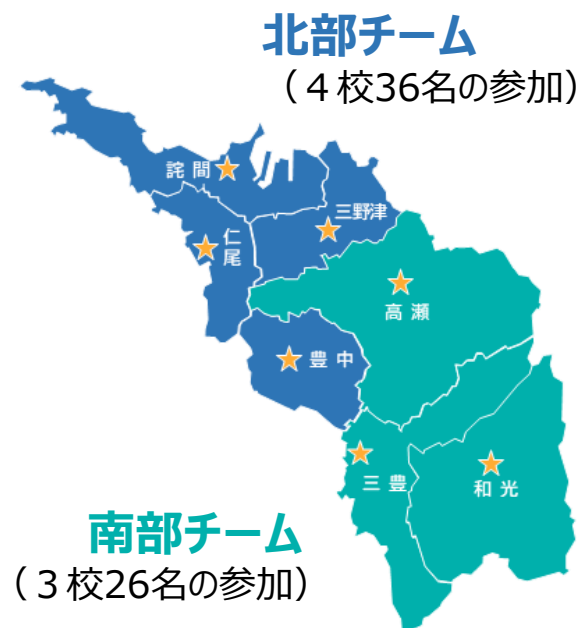 北部チーム
（４校36名の参加）
詫間
三野津
仁尾
高瀬
豊中
三豊
和光
南部チーム
（３校26名の参加）